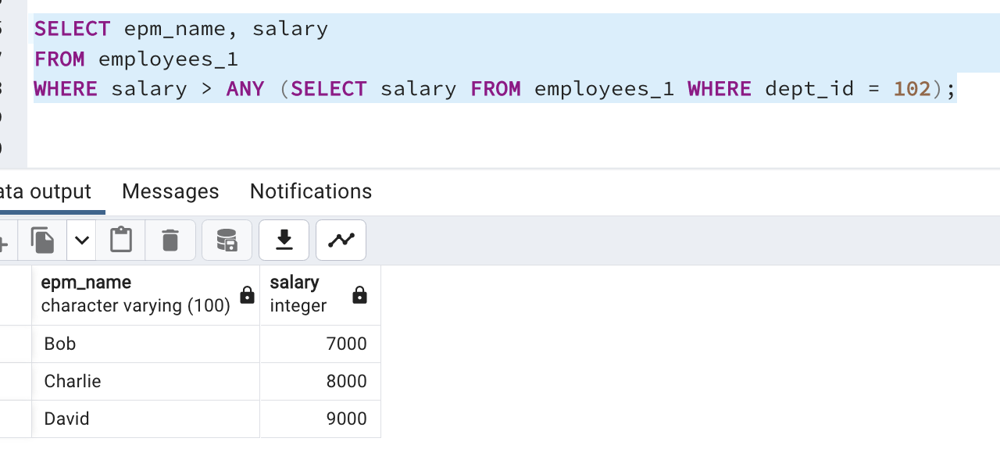 SELECT epm_name, salary
FROM employees_1
WHERE salary > ANY (SELECT salary FROM employees_1 WHERE dept_id = 102);
ata output Messages Notifications
epm_name salary
character varying (100) integer
Bob 7000
Charlie 8000
David 9000